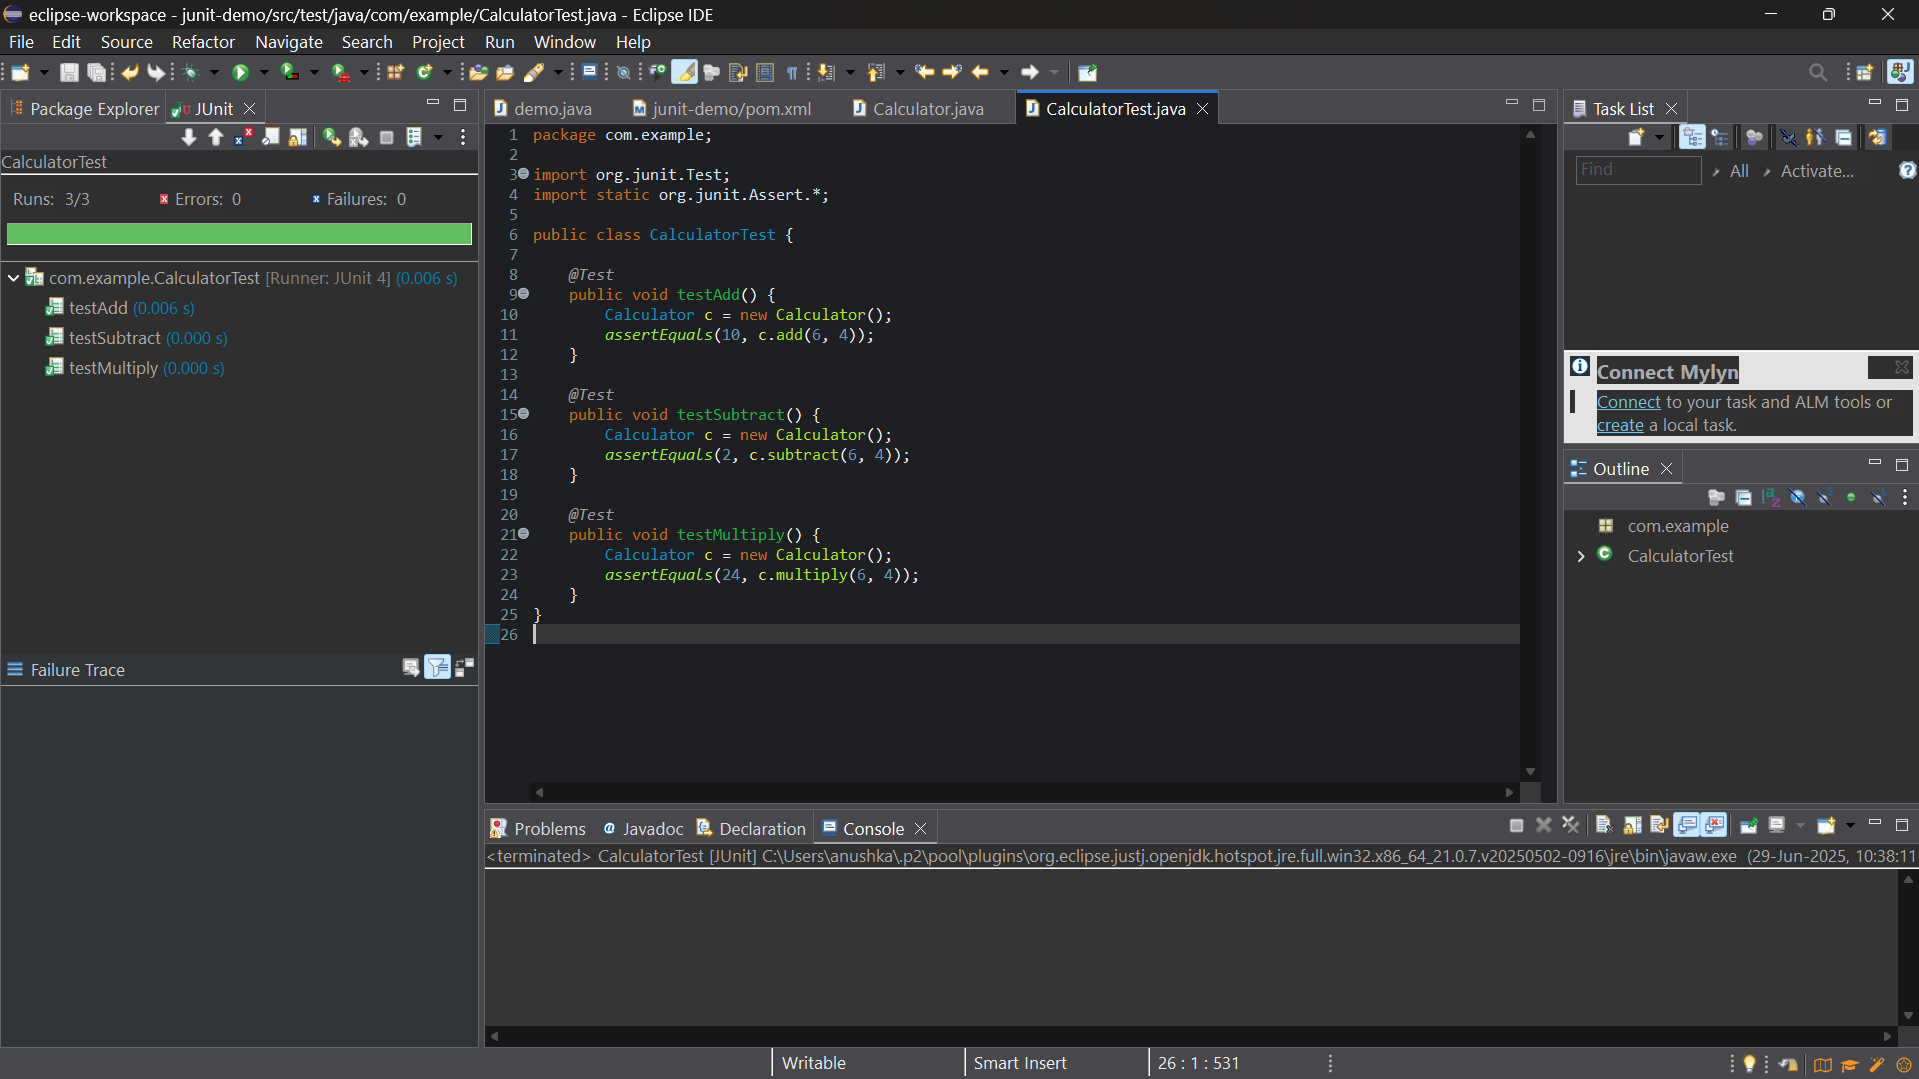 eclipse-workspace - junit-demo/src/test/java/com/example/CalculatorTest.java - Eclipse IDE
File Edit Source Refactor Navigate Search Project Run Window Help
Package Explorer JUnit
CalculatorTest
Runs: 3/3 Errors: 0 Failures: 0
com.example.CalculatorTest [Runner: JUnit 4] (0.006 s)
testAdd (0.006 s)
testSubtract (0.000 s)
testMultiply (0.000 s)
Failure Trace
demo.java junit-demo/pom.xml Calculator.java CalculatorTest.java
1 package com.example;
2
3 import org.junit.Test;
4 import static org.junit.Assert.*;
5
6 public class CalculatorTest {
7
8 @Test
9 public void testAdd() {
10 Calculator c = new Calculator();
11 assertEquals(10, c.add(6, 4));
12 }
13
14 @Test
15 public void testSubtract() {
16 Calculator c = new Calculator();
17 assertEquals(2, c.subtract(6, 4));
18 }
19
20 @Test
21 public void testMultiply() {
22 Calculator c = new Calculator();
23 assertEquals(24, c.multiply(6, 4));
24 }
25 }
26
Task List
Find All Activate...
Connect Mylyn
Connect to your task and ALM tools or
create a local task.
Outline
com.example
CalculatorTest
Problems Javadoc Declaration Console
<terminated> CalculatorTest [JUnit] C:\Users\anushka\.p2\pool\plugins\org.eclipse.justj.openjdk.hotspot.jre.full.win32.x86_64_21.0.7.v20250502-0916\jre\bin\javaw.exe (29-Jun-2025, 10:38:11
Writable Smart Insert 26 : 1 : 531